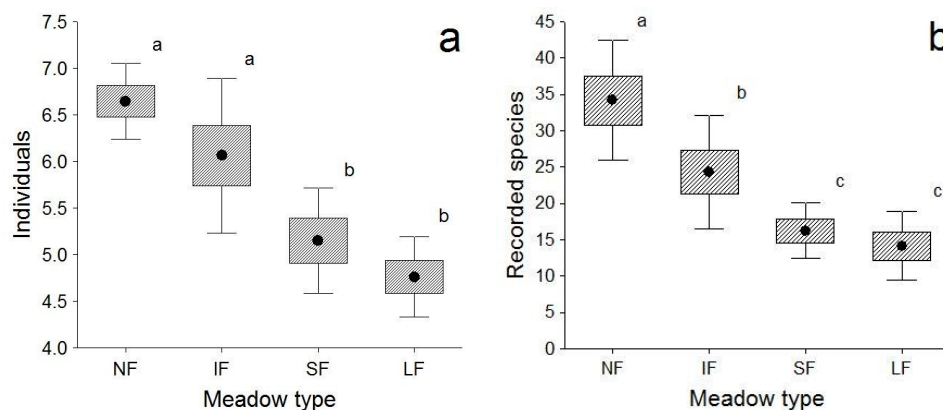 a
Individuals
7.5
7.0
6.5
6.0
5.5
5.0
4.5
4.0
a
a
b
b
NF IF SF LF
Meadow type
b
Recorded species
45
40
35
30
25
20
15
10
5
0
a
b
c
c
NF IF SF LF
Meadow type